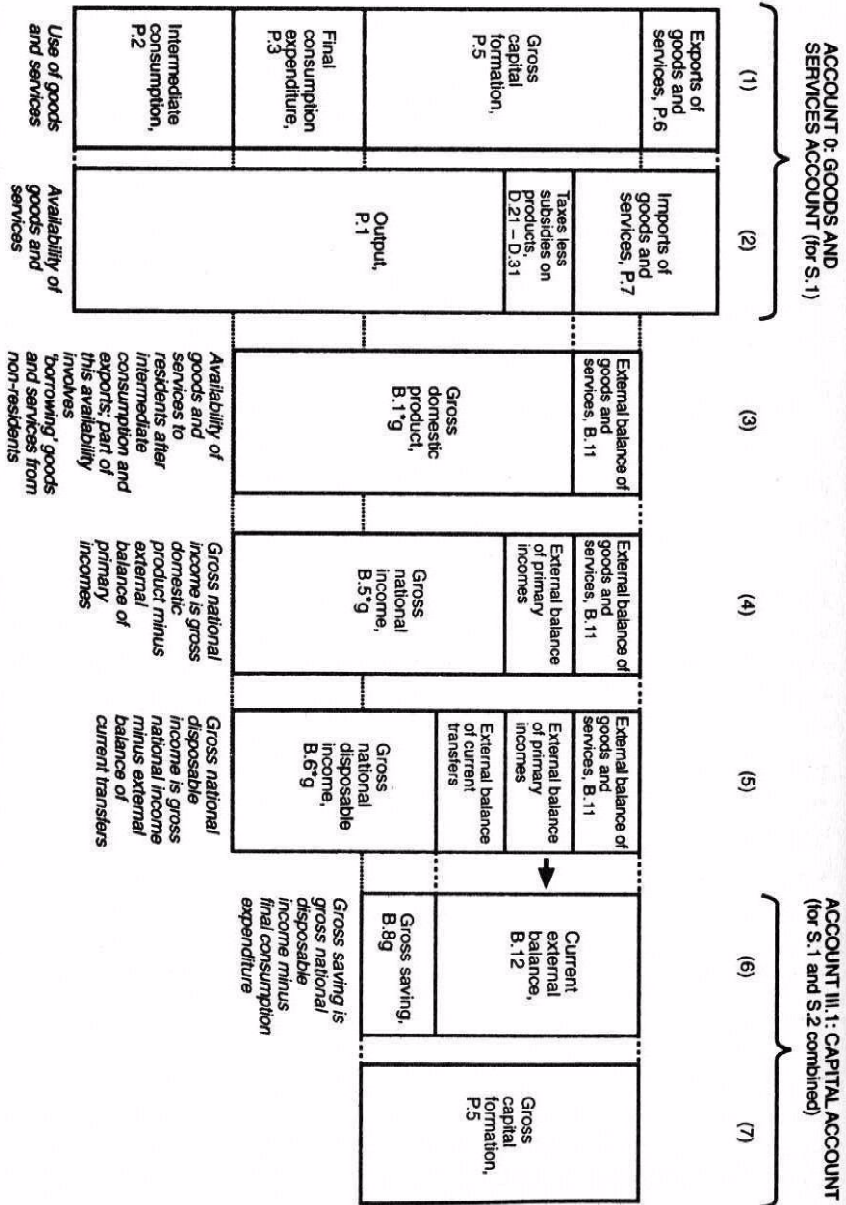 ACCOUNT 0: GOODS AND
SERVICES ACCOUNT (for S.1)
ACCOUNT III.1: CAPITAL ACCOUNT
(for S.1 and S.2 combined)
(1)
(2)
(3)
(4)
(5)
(6)
(7)
Exports of
goods and
services, P.6
Gross
capital
formation,
P.5
Final
consumption
expenditure,
P.3
Intermediate
consumption,
P.2
Use of goods
and services
Imports of
goods and
services, P.7
Taxes less
subsidies on
products,
D.21 – D.31
Output,
P.1
Availability of
goods and
services
External balance of
goods and
services, B.11
Gross
domestic
product,
B.1*g
Availability of
goods and
services to
residents after
intermediate
consumption and
exports; part of
this availability
involves
'borrowing' goods
and services from
non-residents
External balance of
goods and
services, B.11
External balance
of primary
incomes
Gross
national
income,
B.5*g
Gross national
income is gross
domestic
product minus
external
balance of
primary
incomes
External balance of
goods and
services, B.11
External balance
of primary
incomes
External balance
of current
transfers
Gross
national
disposable
income,
B.6*g
Gross national
disposable
income is gross
national income
minus external
balance of
current transfers
Current
external
balance,
B.12
Gross saving,
B.8g
Gross saving is
gross national
disposable
income minus
final consumption
expenditure
Gross
capital
formation,
P.5